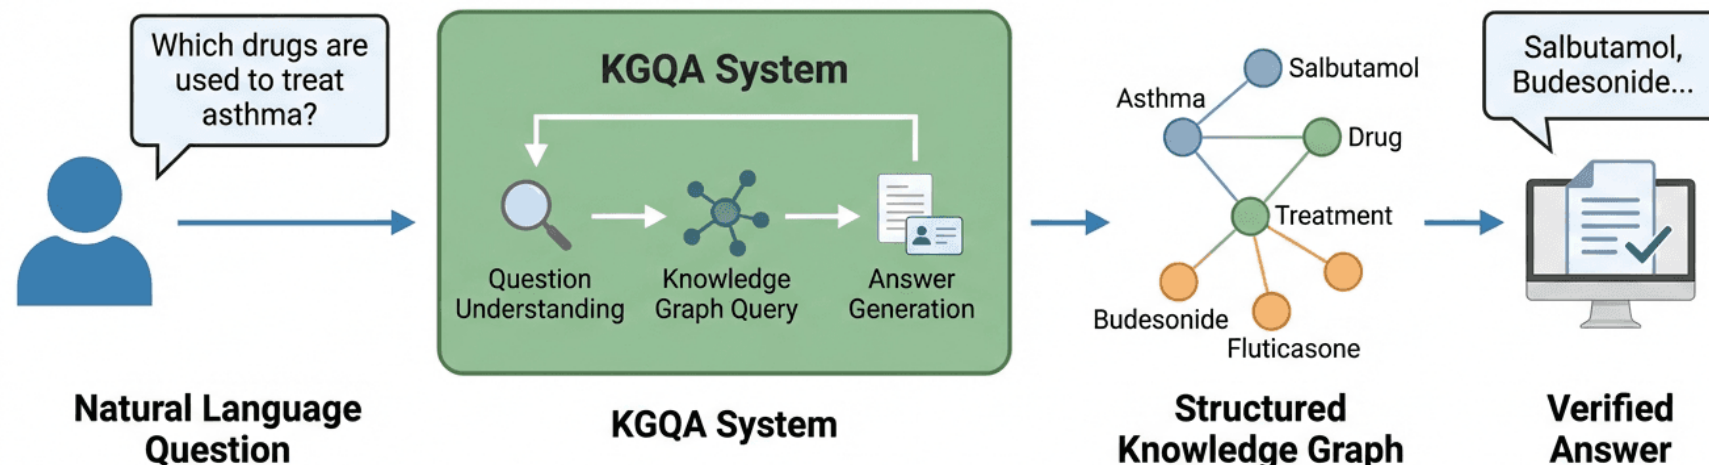 Which drugs are
used to treat
asthma?
Natural Language
Question
KGQA System
Question
Understanding
Knowledge
Graph Query
Answer
Generation
KGQA System
Salbutamol
Asthma
Drug
Treatment
Budesonide
Fluticasone
Structured
Knowledge Graph
Salbutamol,
Budesonide...
Verified
Answer